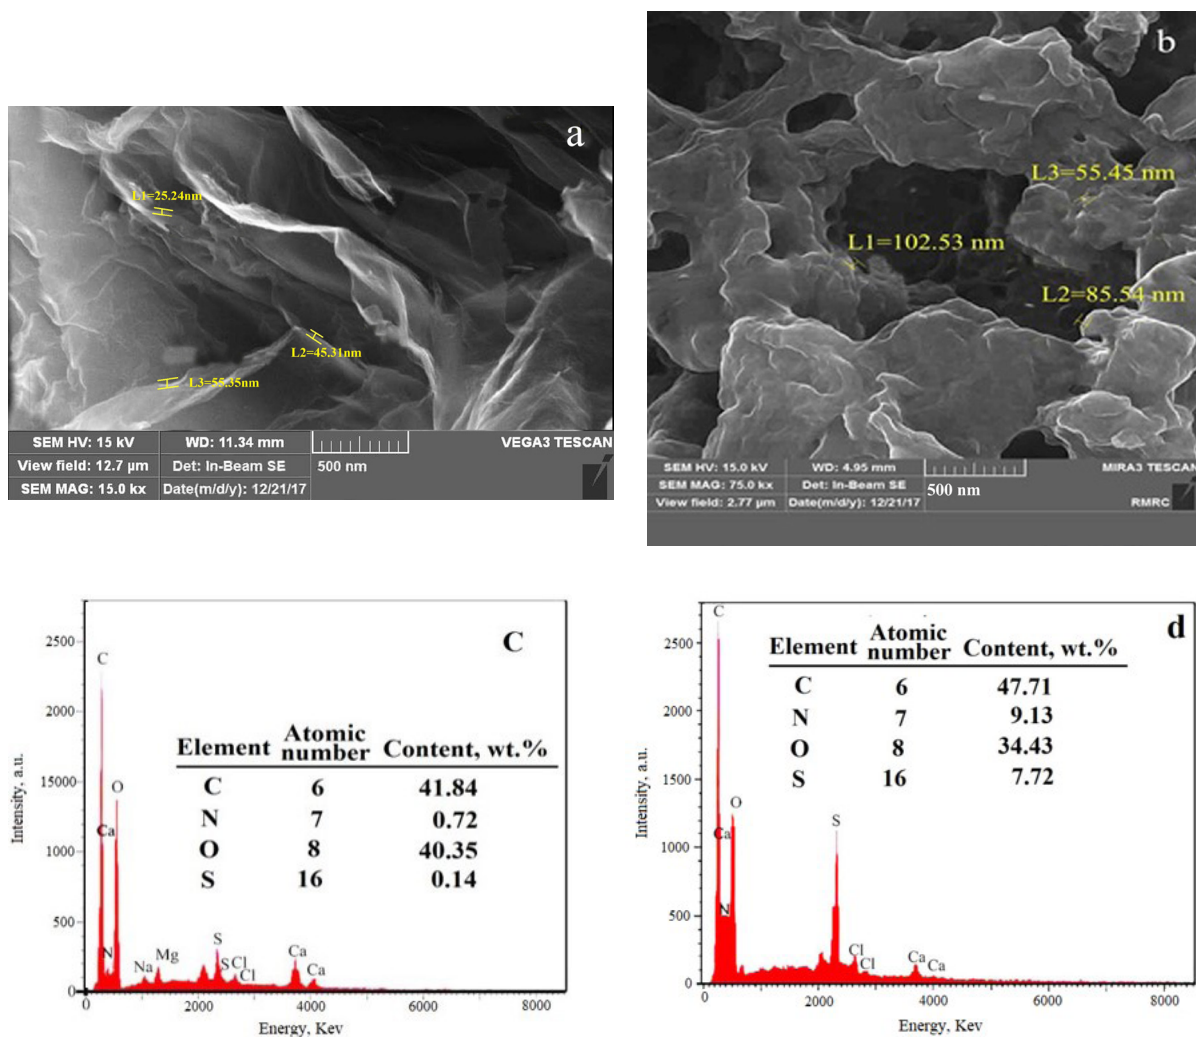 a
L1=25.24nm
L2=45.31nm
L3=55.35nm
SEM HV: 15 kV WD: 11.34 mm VEGA3 TESCAN
View field: 12.7 µm Det: In-Beam SE 500 nm
SEM MAG: 15.0 kx Date(m/d/y): 12/21/17
b
L3=55.45 nm
L1=102.53 nm
L2=85.54 nm
SEM HV: 15.0 kV WD: 4.95 mm MIRA3 TESCAN
SEM MAG: 75.0 kx Det: In-Beam SE 500 nm
View field: 2.77 µm Date(m/d/y): 12/21/17 RMRC
C
Element Atomic number Content, wt.%
C 6 41.84
N 7 0.72
O 8 40.35
S 16 0.14
2500
2000
15000
1000
500
0
Intensity, a.u.
C
O
Ca
N
Na
Mg
S
S
Cl
Cl
Ca
Ca
0 2000 4000 6000 8000
Energy, Kev
d
Element Atomic number Content, wt.%
C 6 47.71
N 7 9.13
O 8 34.43
S 16 7.72
2500
2000
1500
1000
500
0
Intensity, a.u.
C
O
Ca
N
S
Cl
Cl
Ca
Ca
0 2000 4000 6000 8000
Energy, Kev